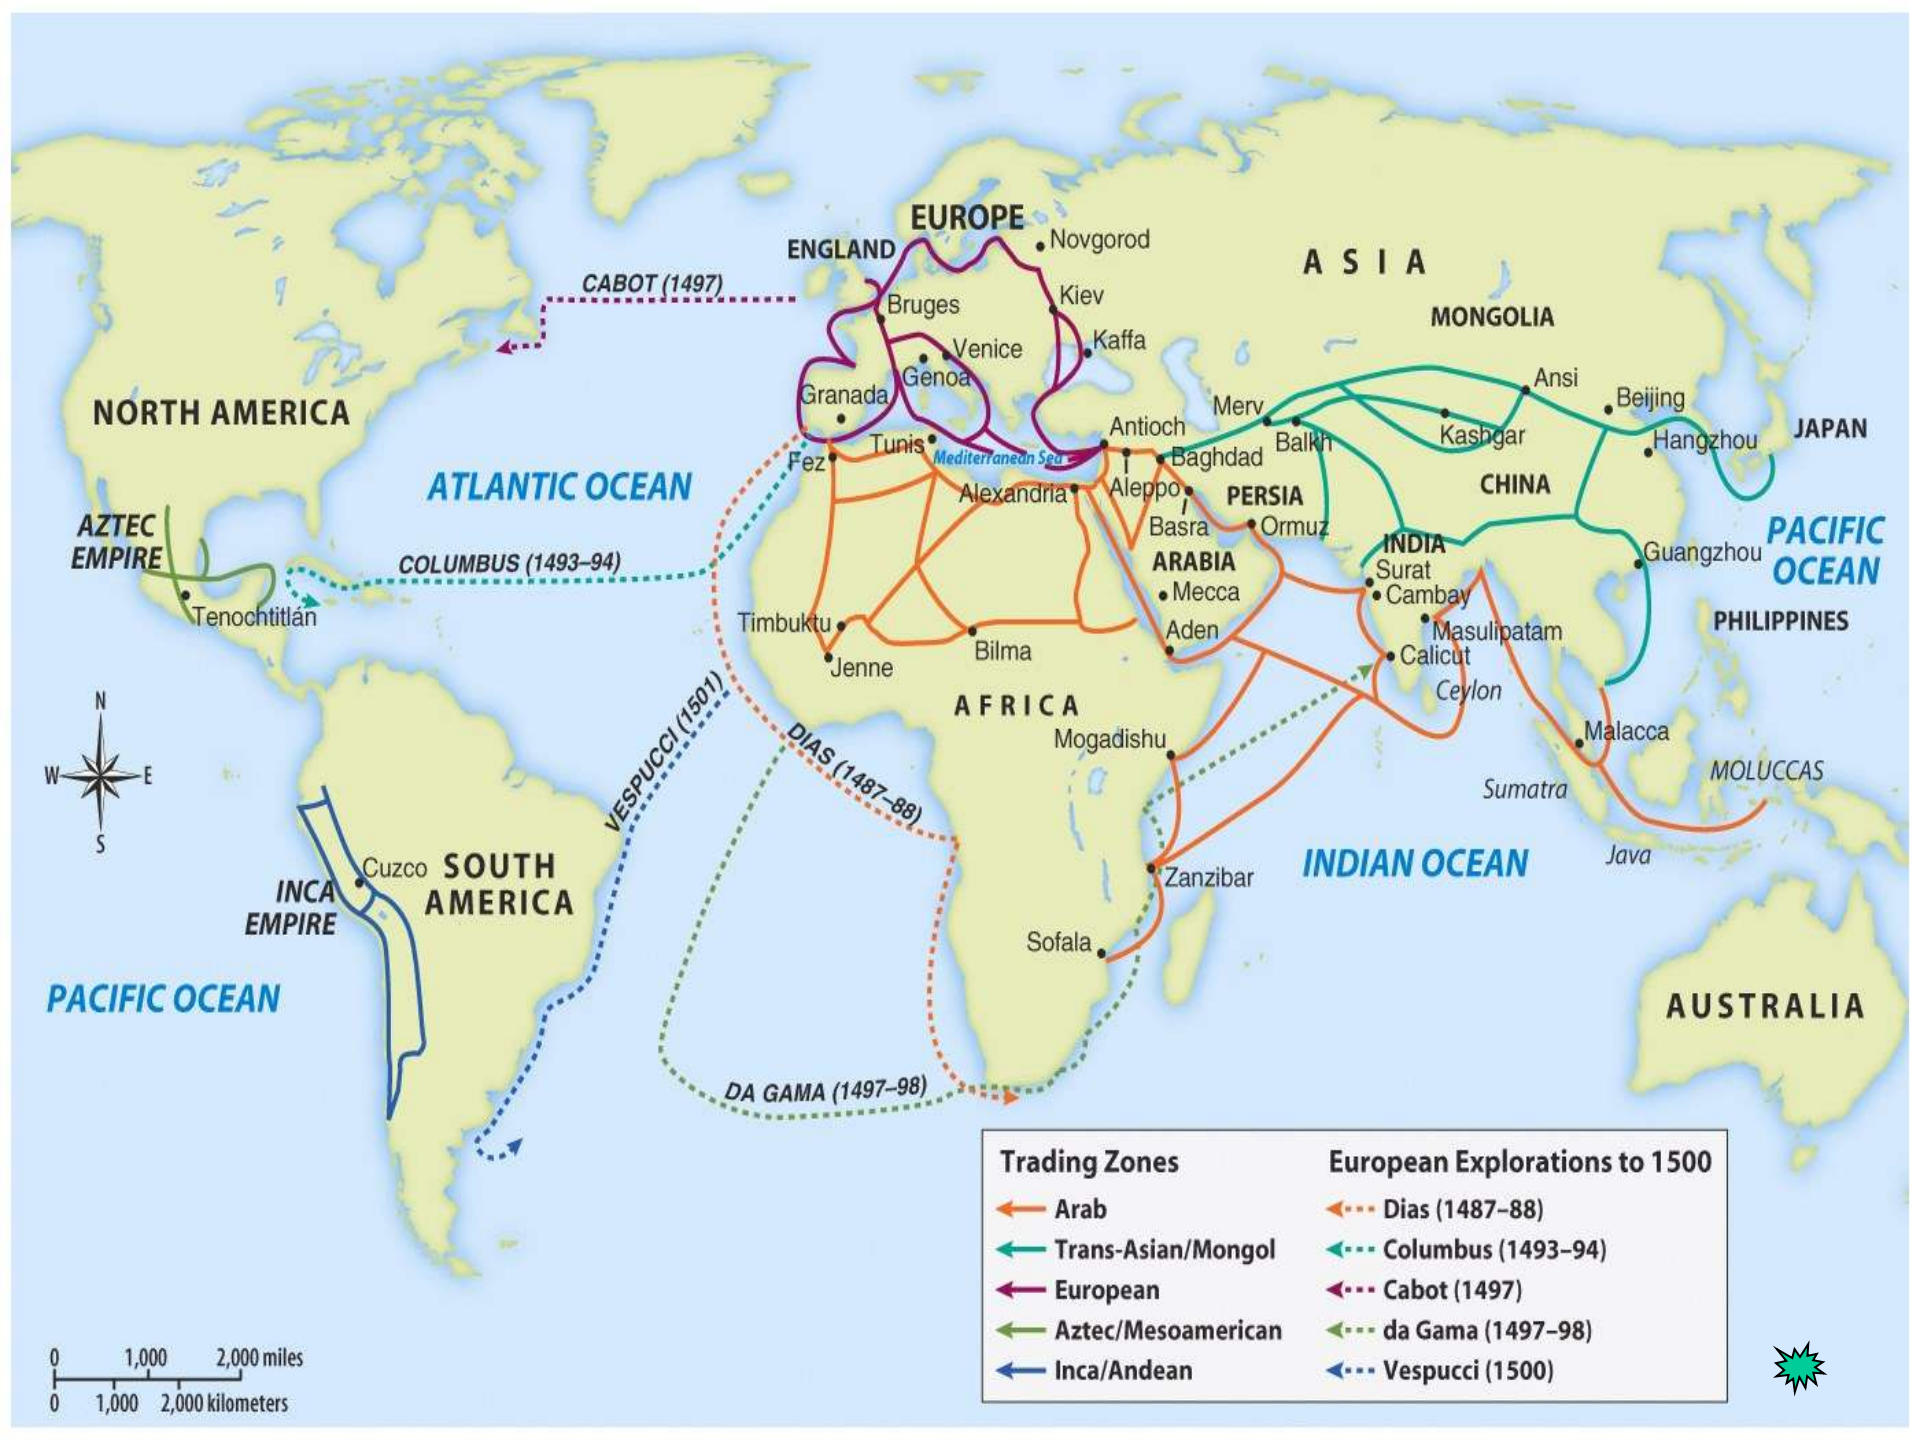 EUROPE
ENGLAND
Novgorod
ASIA
CABOT (1497)
Bruges
Kiev
MONGOLIA
Venice
Kaffa
Genoa
Granada
Ansi
Merv
Beijing
NORTH AMERICA
Antioch
JAPAN
Tunis
Mediterranean Sea
Baghdad
Balkh
Kashgar
Hangzhou
Fez
ATLANTIC OCEAN
Alexandria
Aleppo
PERSIA
CHINA
AZTEC
EMPIRE
Basra
Ormuz
PACIFIC
OCEAN
INDIA
Guangzhou
COLUMBUS (1493–94)
ARABIA
Surat
Mecca
Cambay
Tenochtitlán
Timbuktu
Aden
Masulipatam
PHILIPPINES
Bilma
Jenne
Calicut
Ceylon
VESPUCCI (1501)
AFRICA
N
W
E
S
DIAS (1487–88)
Mogadishu
Malacca
MOLUCCAS
Sumatra
Java
Cuzco
SOUTH
AMERICA
INCA
EMPIRE
INDIAN OCEAN
Zanzibar
Sofala
PACIFIC OCEAN
AUSTRALIA
DA GAMA (1497–98)
Trading Zones
Arab
Trans-Asian/Mongol
European
Aztec/Mesoamerican
Inca/Andean
European Explorations to 1500
Dias (1487–88)
Columbus (1493–94)
Cabot (1497)
da Gama (1497–98)
Vespucci (1500)
0 1,000 2,000 miles
0 1,000 2,000 kilometers